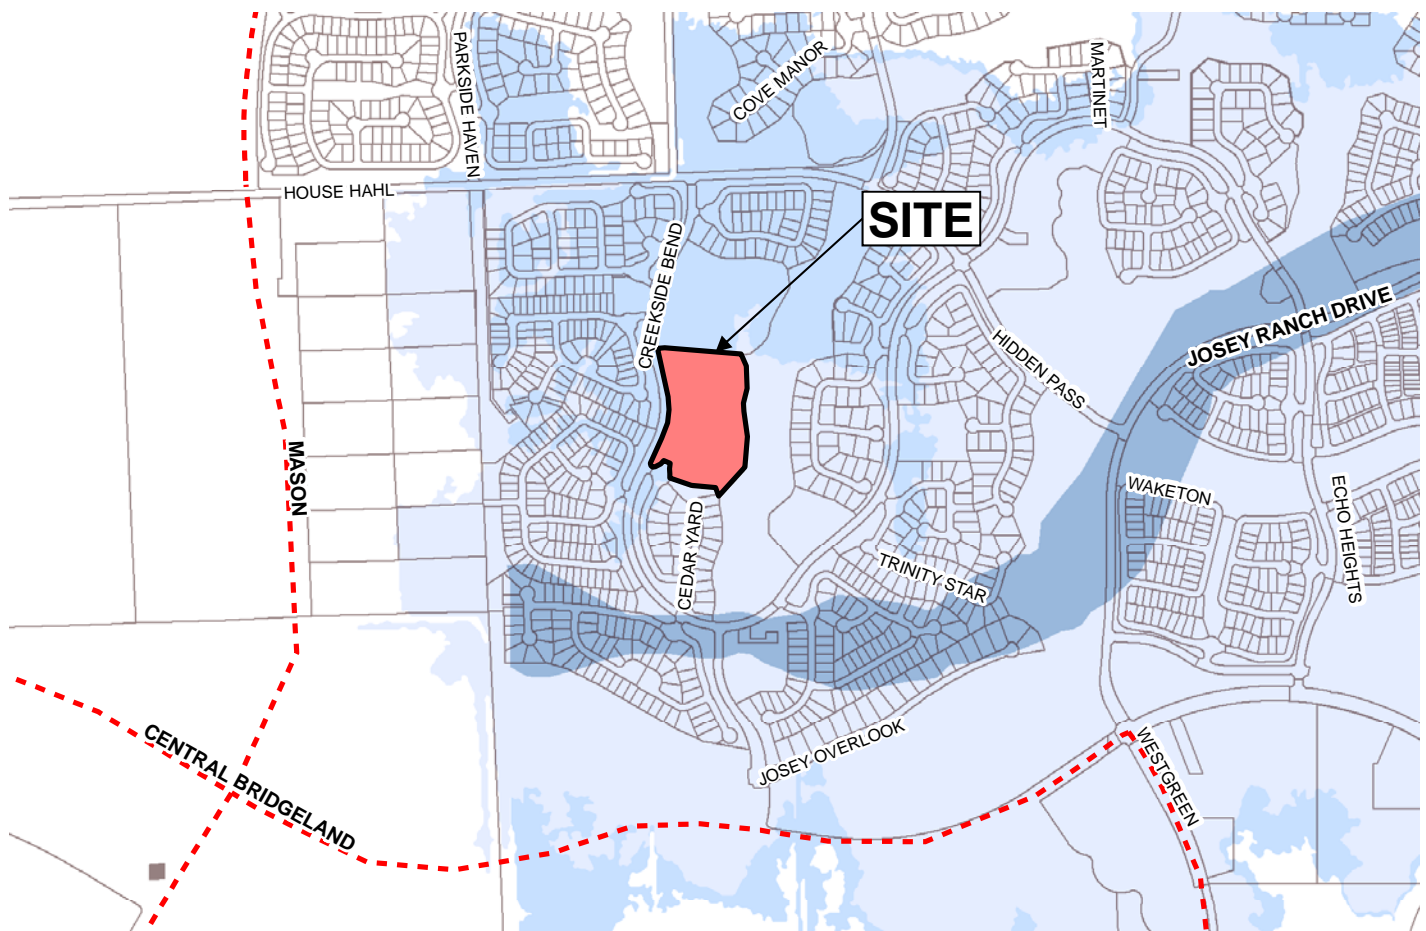 PARKSIDE HAVEN
COVE MANOR
MARTINET
HOUSE HAHL
SITE
CREEKSIDE BEND
JOSEY RANCH DRIVE
HIDDEN PASS
MASON
WAKETON
ECHO HEIGHTS
CEDAR YARD
TRINITY STAR
CENTRAL BRIDGELAND
JOSEY OVERLOOK
WESTGREEN